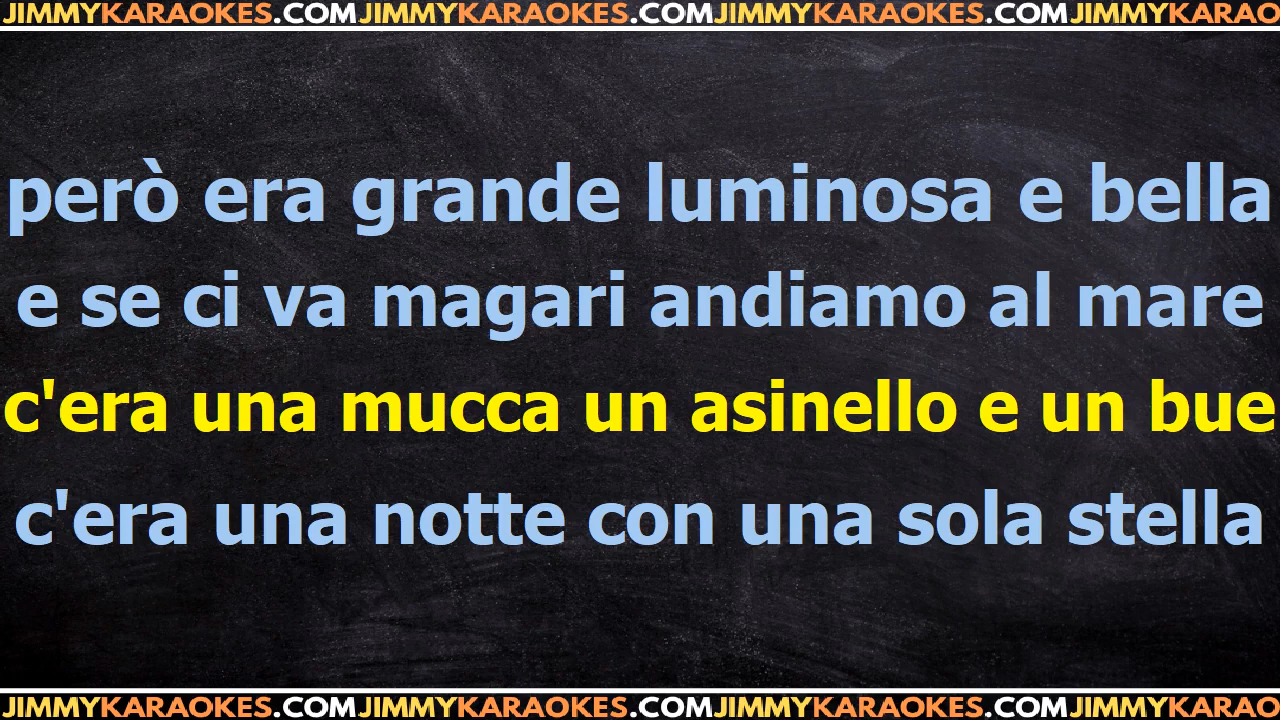 JIMMYKARAOKES.COMJIMMYKARAOKES.COMJIMMYKARAOKES.COMJIMMYKARAO
però era grande luminosa e bella
e se ci va magari andiamo al mare
c'era una mucca un asinello e un bue
c'era una notte con una sola stella
JIMMYKARAOKES.COMJIMMYKARAOKES.COMJIMMYKARAOKES.COMJIMMYKARAO